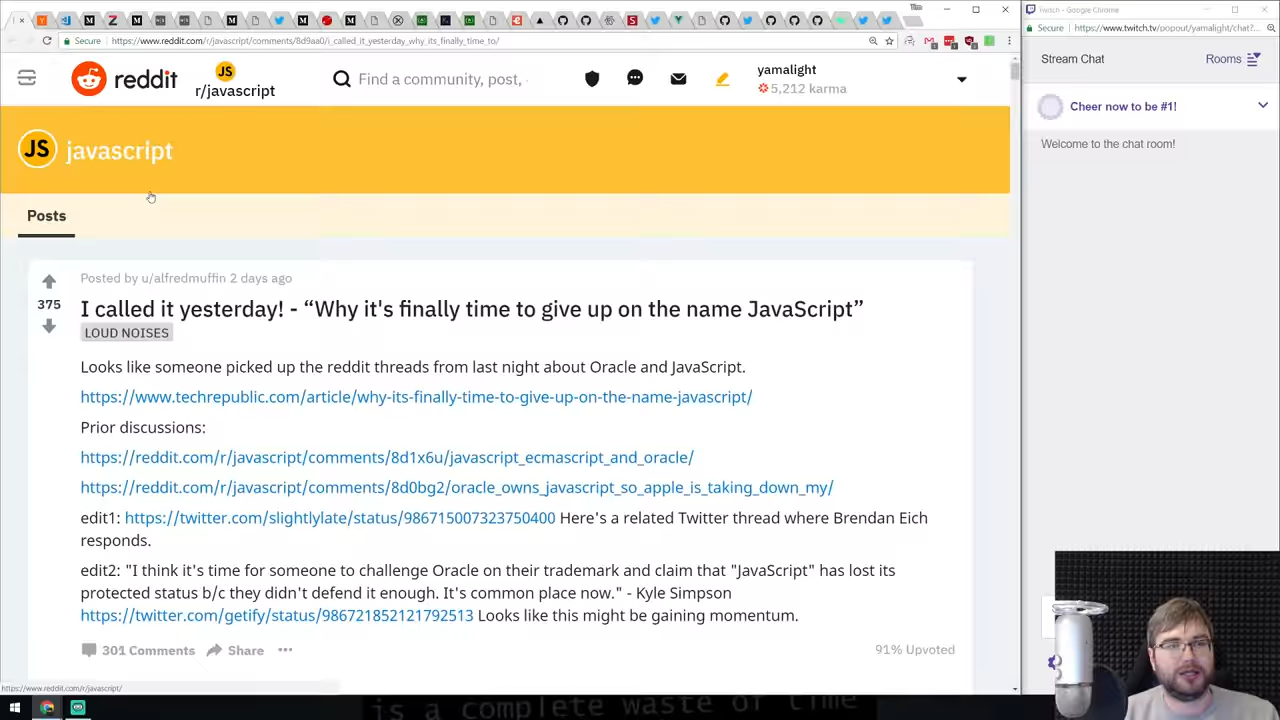 Twitch - Google Chrome
Secure https://www.reddit.com/r/javascript/comments/8d9aa0/i_called_it_yesterday_why_its_finally_time_to/
Secure https://www.twitch.tv/popout/yamalight/chat?...
reddit
JS
r/javascript
Find a community, post,
yamalight
5,212 karma
Stream Chat
Rooms
Cheer now to be #1!
Welcome to the chat room!
JS javascript
Posts
Posted by u/alfredmuffin 2 days ago
375
I called it yesterday! - “Why it's finally time to give up on the name JavaScript”
LOUD NOISES
Looks like someone picked up the reddit threads from last night about Oracle and JavaScript.
https://www.techrepublic.com/article/why-its-finally-time-to-give-up-on-the-name-javascript/
Prior discussions:
https://reddit.com/r/javascript/comments/8d1x6u/javascript_ecmascript_and_oracle/
https://reddit.com/r/javascript/comments/8d0bg2/oracle_owns_javascript_so_apple_is_taking_down_my/
edit1: https://twitter.com/slightlylate/status/986715007323750400 Here's a related Twitter thread where Brendan Eich
responds.
edit2: "I think it's time for someone to challenge Oracle on their trademark and claim that "JavaScript" has lost its
protected status b/c they didn't defend it enough. It's common place now." - Kyle Simpson
https://twitter.com/getify/status/986721852121792513 Looks like this might be gaining momentum.
301 Comments Share
91% Upvoted
https://www.reddit.com/r/javascript/
is a complete waste of time